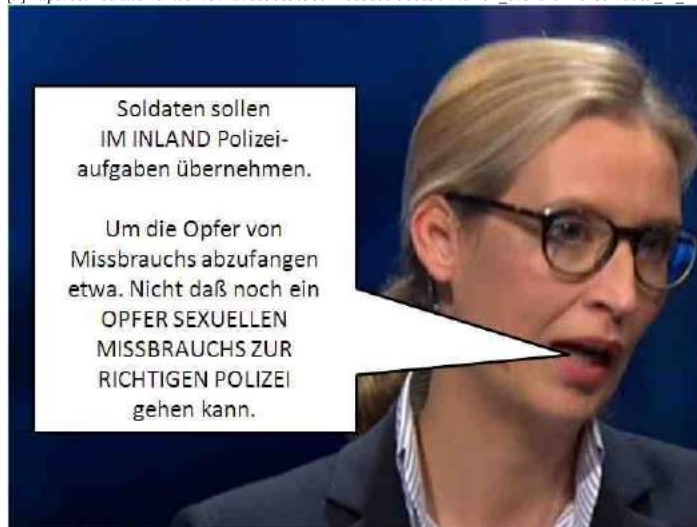 Soldaten sollen
IM INLAND Polizei-
aufgaben übernehmen.
Um die Opfer von
Missbrauchs abzufangen
etwa. Nicht daß noch ein
OPFER SEXUELLEN
MISSBRAUCHS ZUR
RICHTIGEN POLIZEI
gehen kann.